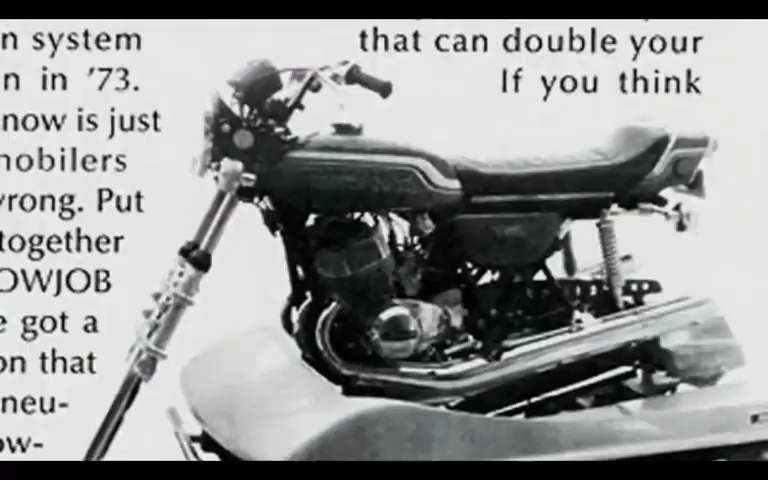 n system
n in '73.
now is just
nobilers
wrong. Put
together
OWJOB
e got a
on that
neu-
ow-
that can double your
If you think